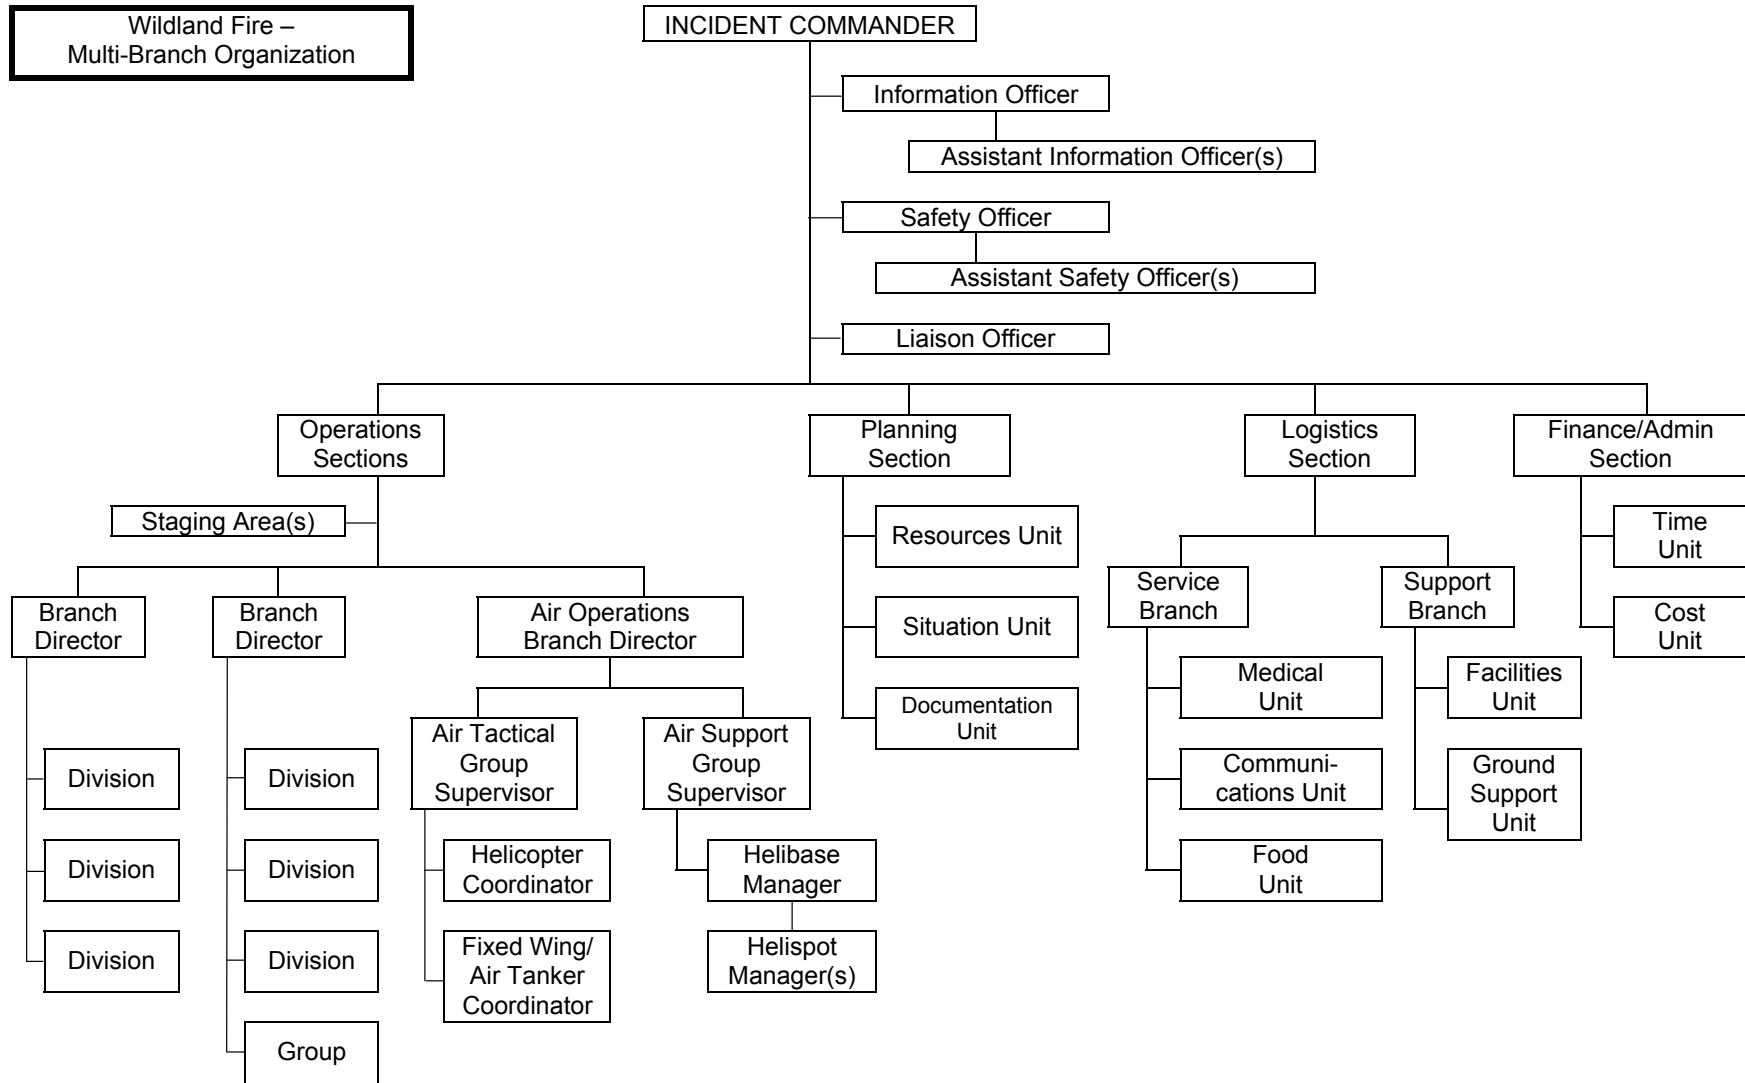 Wildland Fire –
Multi-Branch Organization
INCIDENT COMMANDER
Information Officer
Assistant Information Officer(s)
Safety Officer
Assistant Safety Officer(s)
Liaison Officer
Operations
Sections
Planning
Section
Logistics
Section
Finance/Admin
Section
Staging Area(s)
Branch
Director
Branch
Director
Air Operations
Branch Director
Division
Division
Division
Division
Division
Division
Group
Air Tactical
Group
Supervisor
Helicopter
Coordinator
Fixed Wing/
Air Tanker
Coordinator
Air Support
Group
Supervisor
Helibase
Manager
Helispot
Manager(s)
Resources Unit
Situation Unit
Documentation
Unit
Service
Branch
Medical
Unit
Communi-
cations Unit
Food
Unit
Support
Branch
Facilities
Unit
Ground
Support
Unit
Time
Unit
Cost
Unit